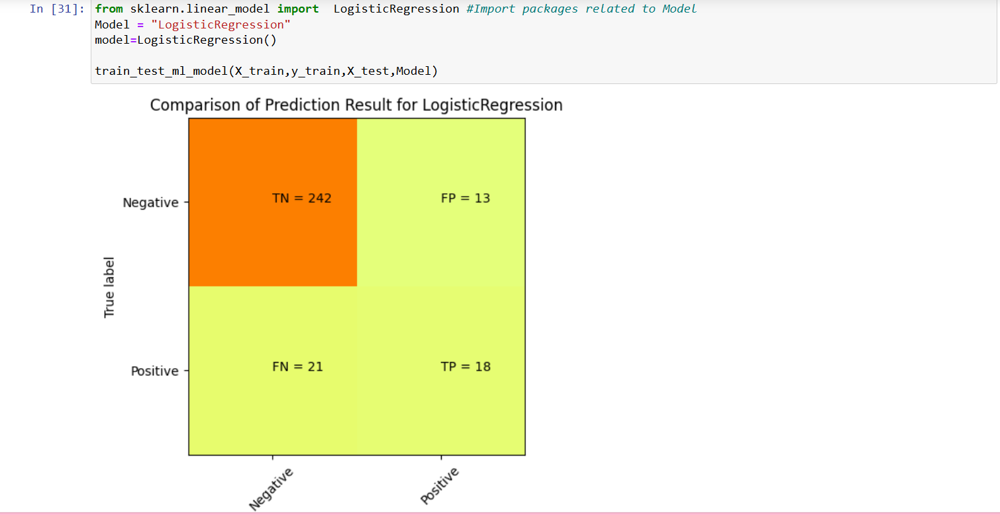 In [31]: from sklearn.linear_model import  LogisticRegression #Import packages related to Model
Model = "LogisticRegression"
model=LogisticRegression()
train_test_ml_model(X_train,y_train,X_test,Model)
Comparison of Prediction Result for LogisticRegression
TN = 242
FP = 13
Negative
True label
FN = 21
TP = 18
Positive
Negative
Positive